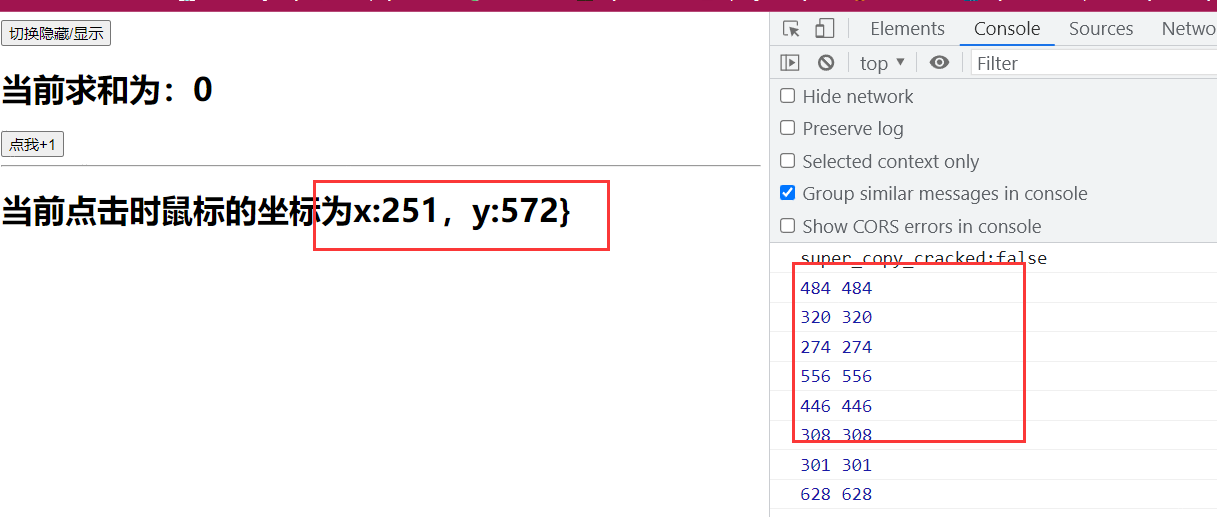 切换隐藏/显示
当前求和为：0
点我+1
当前点击时鼠标的坐标为x:251，y:572}
Elements Console Sources Netwo
top ▼ Filter
Hide network
Preserve log
Selected context only
Group similar messages in console
Show CORS errors in console
super_copy_cracked:false
484 484
320 320
274 274
556 556
446 446
308 308
301 301
628 628